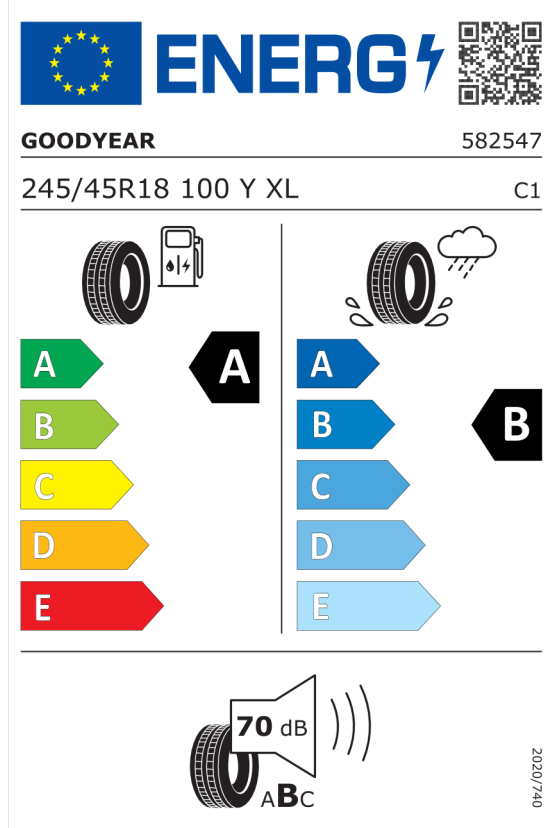 ENERG
GOODYEAR 582547
245/45R18 100 Y XL C1
A A A
B B B
C C
D D
E E
70 dB
ABC
2020/740